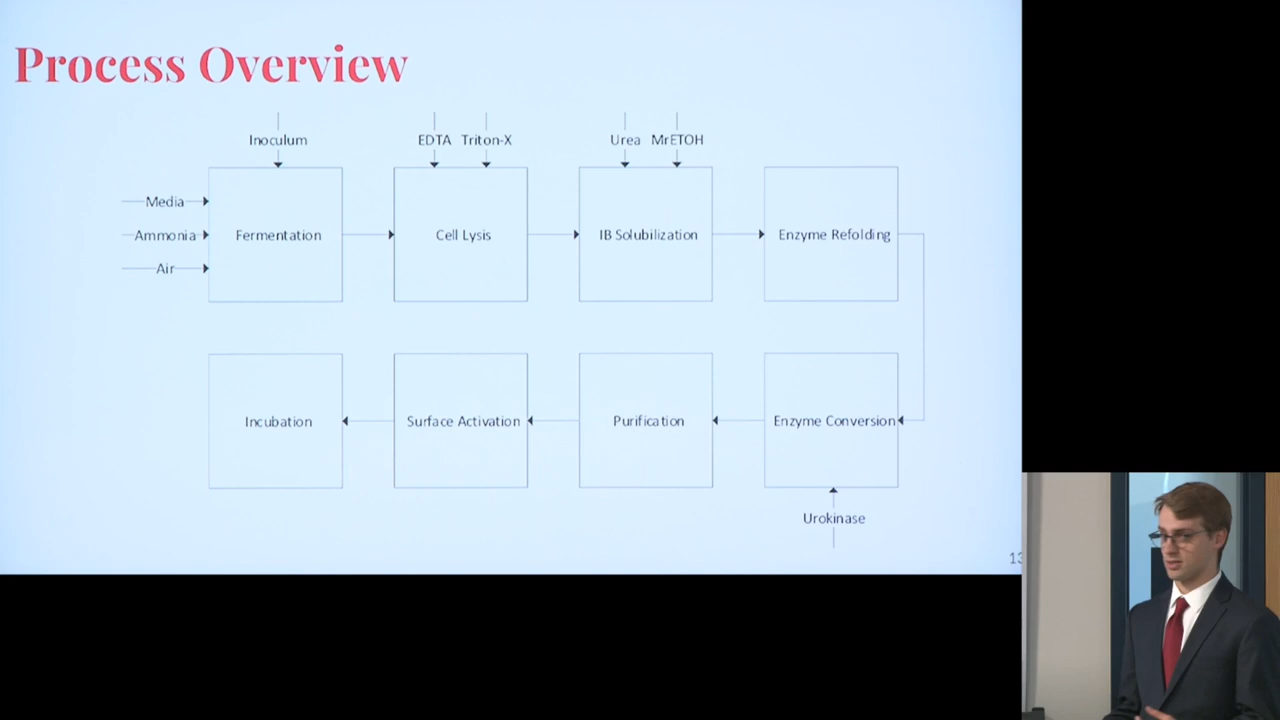 Process Overview
Inoculum
EDTA Triton-X
Urea MrETOH
Media
Ammonia
Air
Fermentation
Cell Lysis
IB Solubilization
Enzyme Refolding
Incubation
Surface Activation
Purification
Enzyme Conversion
Urokinase
13